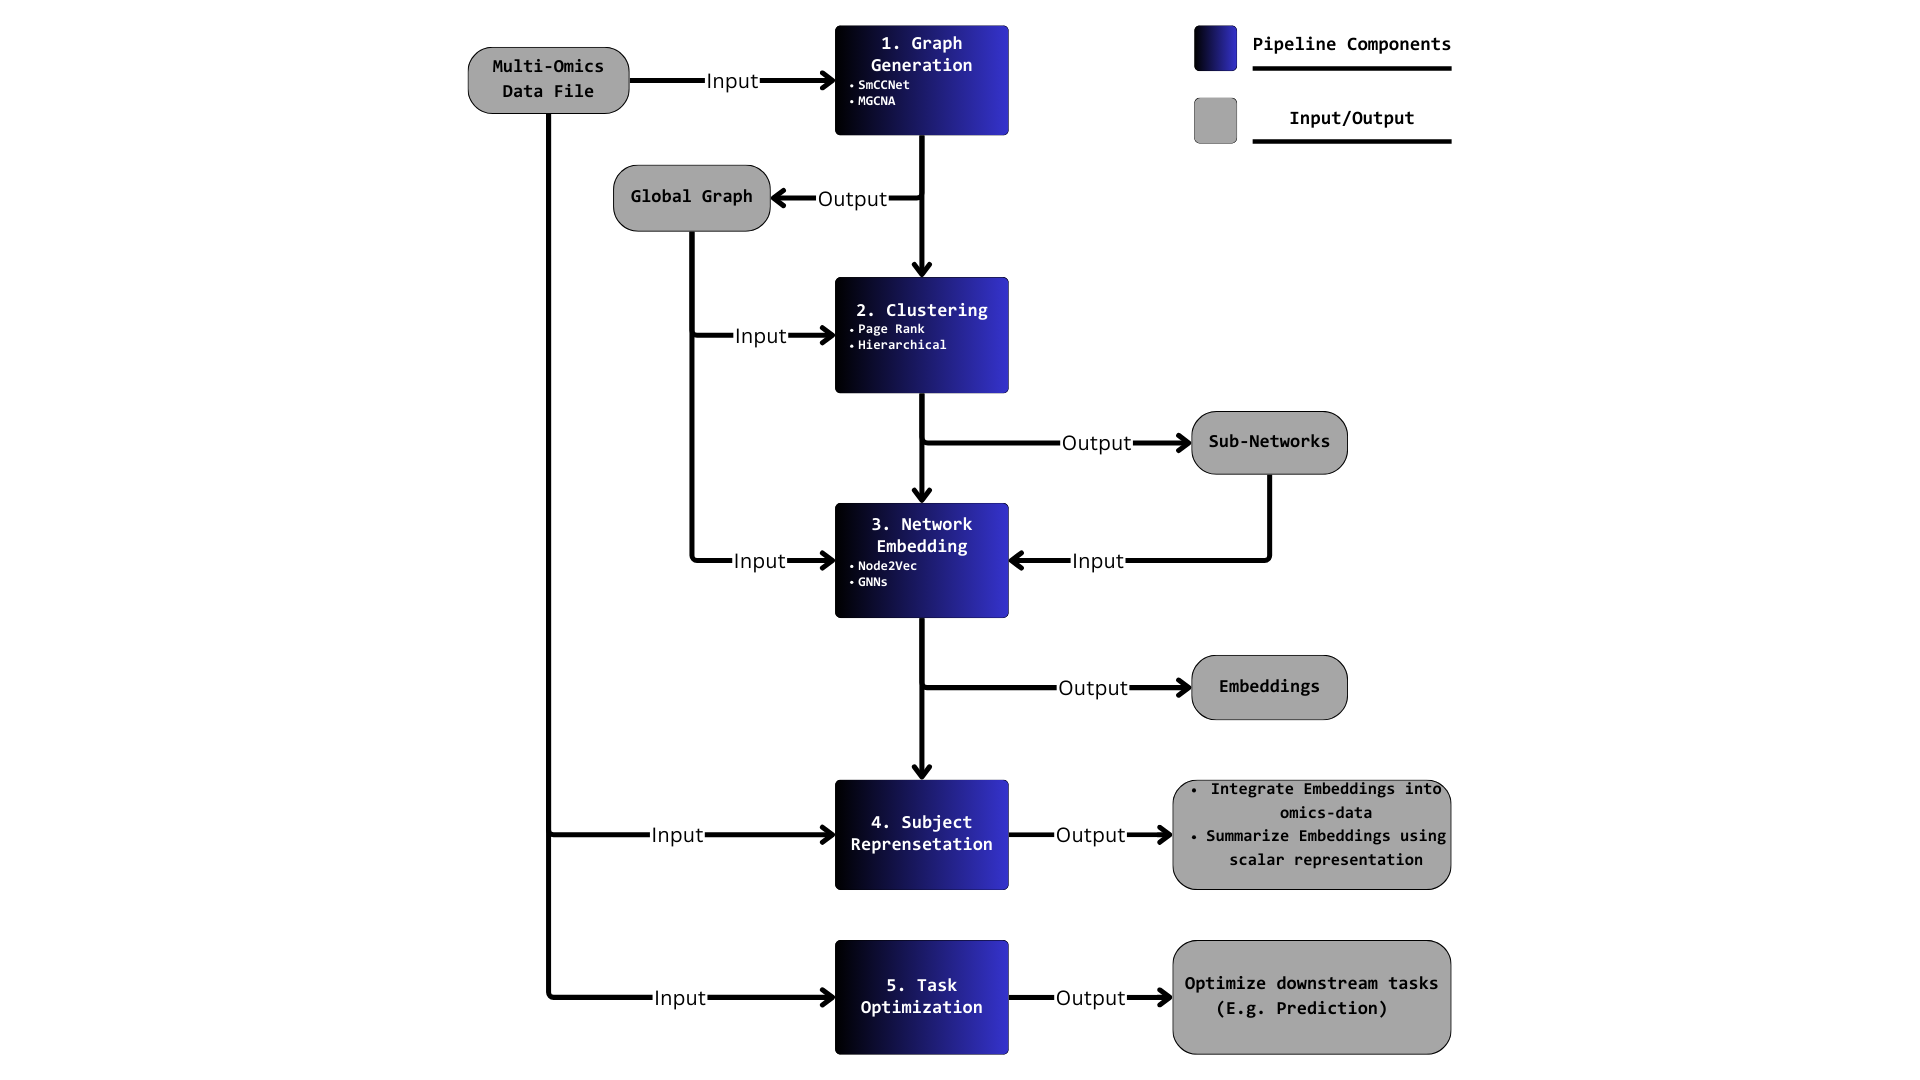 Multi-Omics
Data File
Input
1. Graph
Generation
• SmCCNet
• MGCNA
Pipeline Components
Input/Output
Global Graph
Output
2. Clustering
• Page Rank
• Hierarchical
Input
Output
Sub-Networks
3. Network
Embedding
• Node2Vec
• GNNs
Input
Input
Output
Embeddings
Input
4. Subject
Reprensetation
Output
• Integrate Embeddings into
omics-data
• Summarize Embeddings using
scalar representation
Input
5. Task
Optimization
Output
Optimize downstream tasks
(E.g. Prediction)